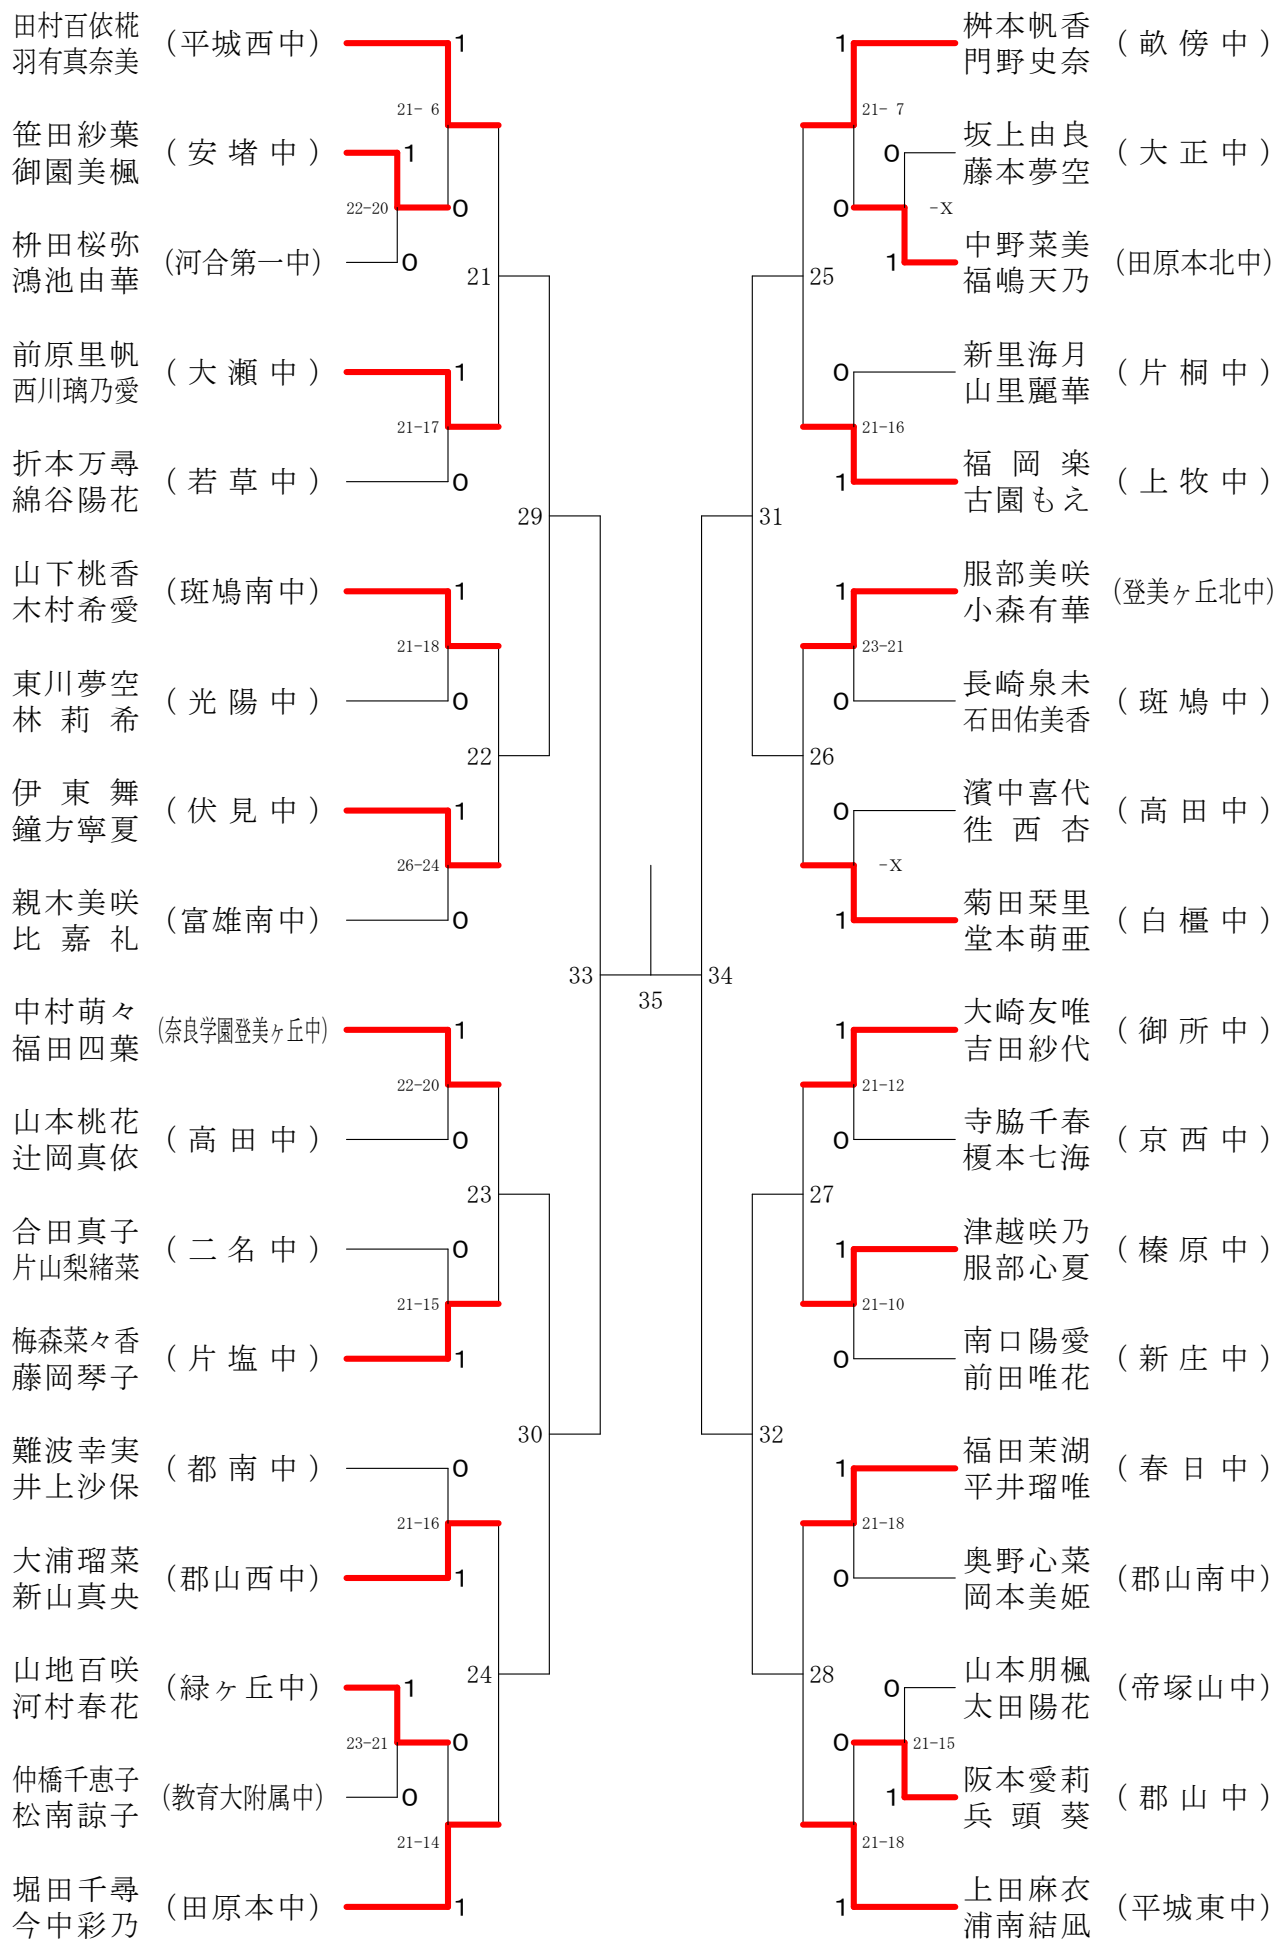 田村百依椛
羽有真奈美
(平城西中)
1
21- 6
笹田紗葉
御園美楓
(安堵中)
1
22-20
0
枡田桜弥
鴻池由華
(河合第一中)
0
21
前原里帆
西川璃乃愛
(大瀬中)
1
21-17
折本万尋
綿谷陽花
(若草中)
0
29
山下桃香
木村希愛
(斑鳩南中)
1
21-18
東川夢空
林莉希
(光陽中)
0
22
伊東舞
鐘方寧夏
(伏見中)
1
26-24
親木美咲
比嘉礼
(富雄南中)
0
33
中村萌々
福田四葉
(奈良学園登美ヶ丘中)
1
22-20
山本桃花
辻岡真依
(高田中)
0
23
合田真子
片山梨緒菜
(二名中)
0
21-15
梅森菜々香
藤岡琴子
(片塩中)
1
30
難波幸実
井上沙保
(都南中)
0
21-16
大浦瑠菜
新山真央
(郡山西中)
1
24
山地百咲
河村春花
(緑ヶ丘中)
1
23-21
0
仲橋千恵子
松南諒子
(教育大附属中)
0
21-14
堀田千尋
今中彩乃
(田原本中)
1
35
桝本帆香
門野史奈
(畝傍中)
1
21- 7
坂上由良
藤本夢空
(大正中)
0
-X
0
中野菜美
福嶋天乃
(田原本北中)
1
25
新里海月
山里麗華
(片桐中)
0
21-16
福岡楽
古園もえ
(上牧中)
1
31
服部美咲
小森有華
(登美ヶ丘北中)
1
23-21
長崎泉未
石田佑美香
(斑鳩中)
0
26
濱中喜代
徃西杏
(高田中)
0
-X
菊田栞里
堂本萌亜
(白橿中)
1
34
大崎友唯
吉田紗代
(御所中)
1
21-12
寺脇千春
榎本七海
(京西中)
0
27
津越咲乃
服部心夏
(榛原中)
1
21-10
南口陽愛
前田唯花
(新庄中)
0
32
福田茉湖
平井瑠唯
(春日中)
1
21-18
奥野心菜
岡本美姫
(郡山南中)
0
28
山本朋楓
太田陽花
(帝塚山中)
0
21-15
0
阪本愛莉
兵頭葵
(郡山中)
1
21-18
上田麻衣
浦南結凪
(平城東中)
1